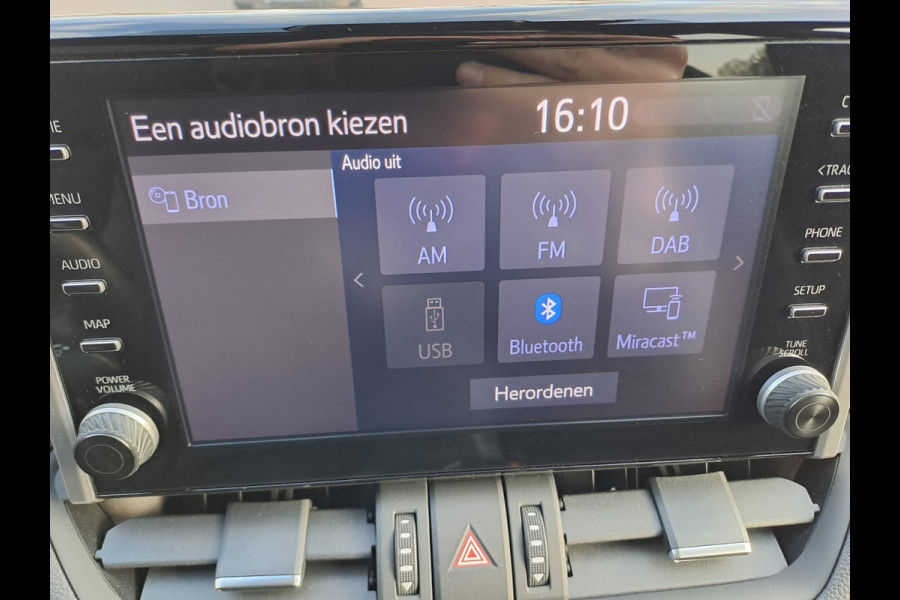 Een audiobron kiezen 16:10
Audio uit
Bron
AM FM DAB
USB Bluetooth Miracast™
Herordenen
MENU
AUDIO
MAP
POWER
VOLUME
PHONE
SETUP
TUNE
SCROLL